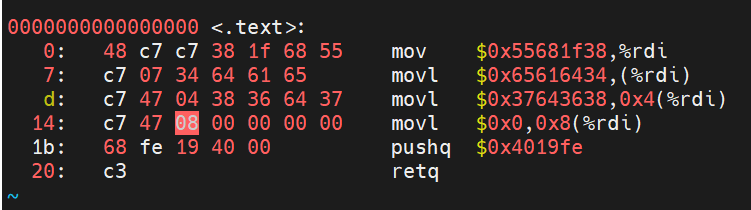 0000000000000000 <.text>:
0: 48 c7 c7 38 1f 68 55 mov $0x55681f38,%rdi
7: c7 07 34 64 61 65 movl $0x65616434,(%rdi)
d: c7 47 04 38 36 64 37 movl $0x37643638,0x4(%rdi)
14: c7 47 08 00 00 00 00 movl $0x0,0x8(%rdi)
1b: 68 fe 19 40 00 pushq $0x4019fe
20: c3 retq
~